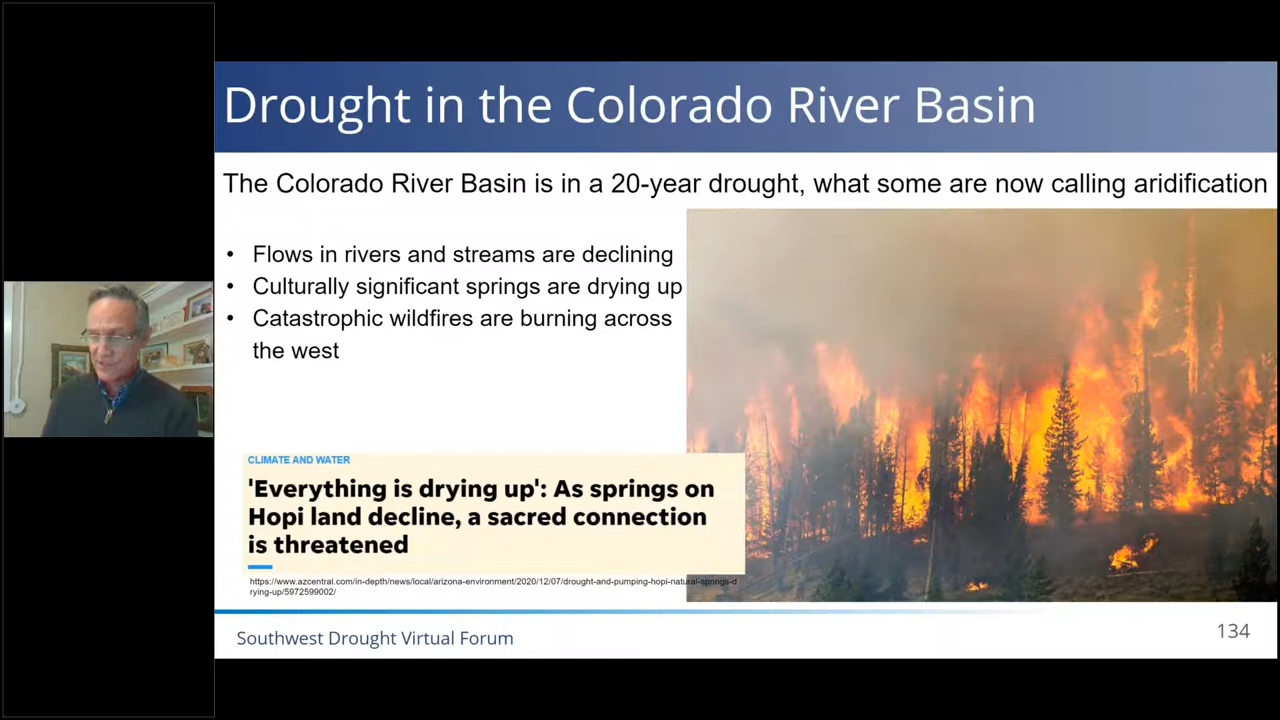 Drought in the Colorado River Basin
The Colorado River Basin is in a 20-year drought, what some are now calling aridification
• Flows in rivers and streams are declining
• Culturally significant springs are drying up
• Catastrophic wildfires are burning across
the west
CLIMATE AND WATER
'Everything is drying up': As springs on
Hopi land decline, a sacred connection
is threatened
https://www.azcentral.com/in-depth/news/local/arizona-environment/2020/12/07/drought-and-pumping-hopi-natural-springs-d
rying-up/5972599002/
Southwest Drought Virtual Forum
134